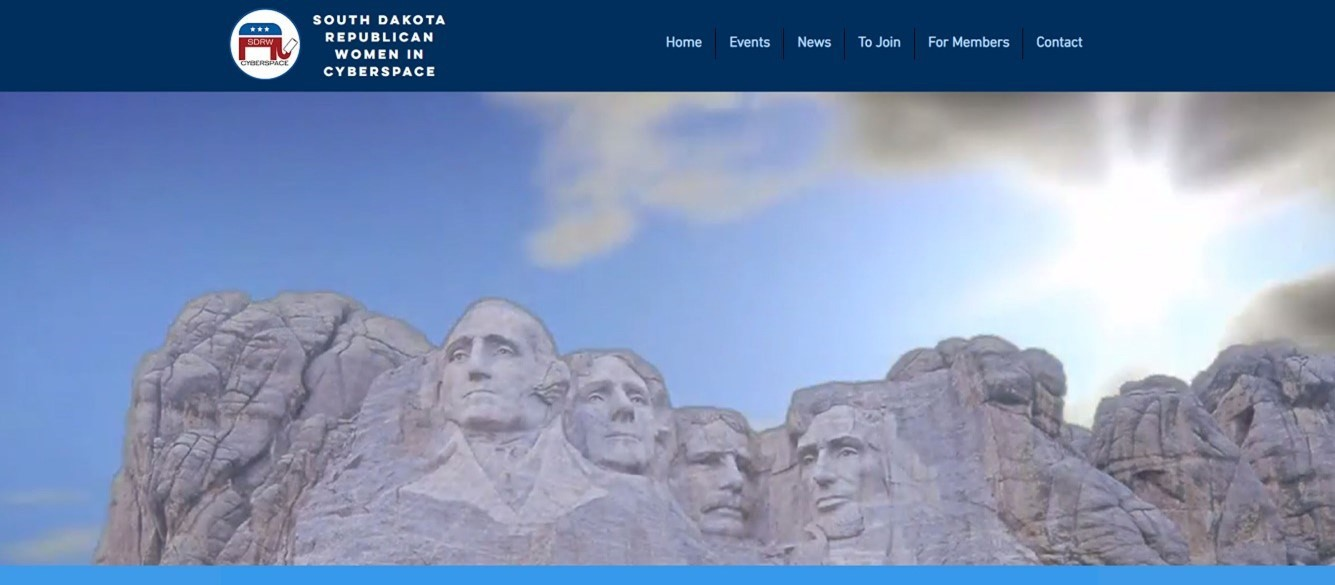 SDRW
CYBERSPACE
SOUTH DAKOTA
REPUBLICAN
WOMEN IN
CYBERSPACE
Home
Events
News
To Join
For Members
Contact